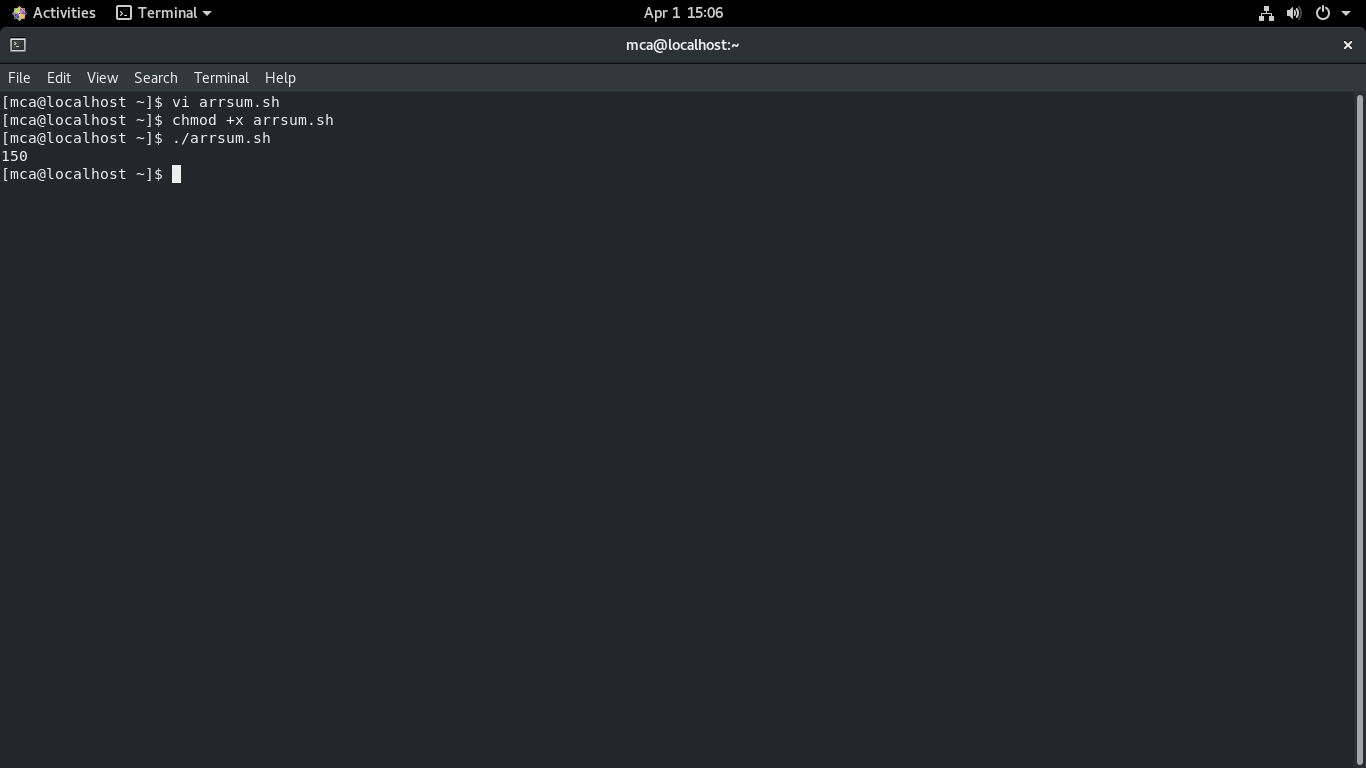 Activities Terminal Apr 1 15:06
mca@localhost:~
File Edit View Search Terminal Help
[mca@localhost ~]$ vi arrsum.sh
[mca@localhost ~]$ chmod +x arrsum.sh
[mca@localhost ~]$ ./arrsum.sh
150
[mca@localhost ~]$